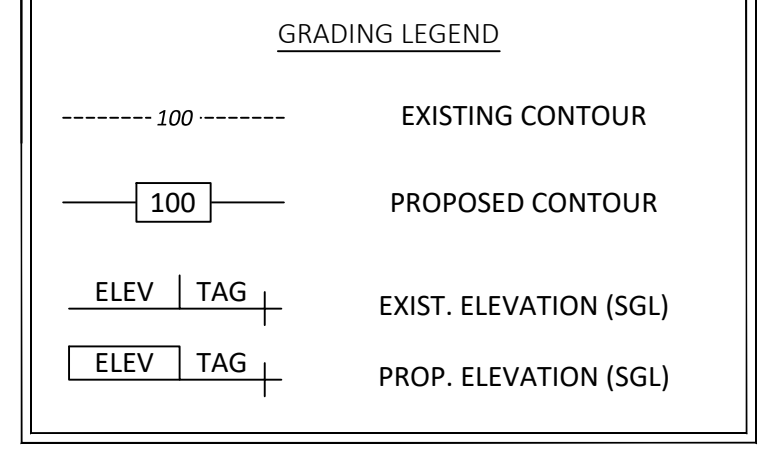 GRADING LEGEND
100 EXISTING CONTOUR
100 PROPOSED CONTOUR
ELEV TAG EXIST. ELEVATION (SGL)
ELEV TAG PROP. ELEVATION (SGL)